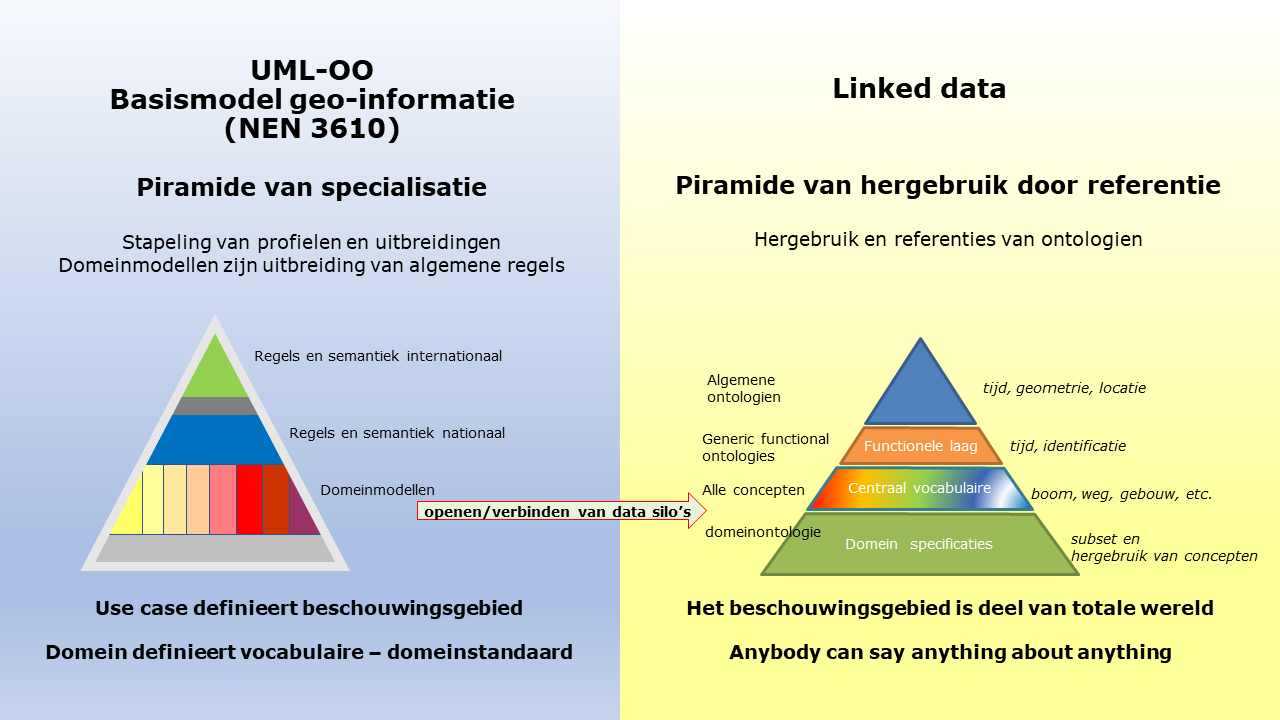 UML-OO
Basismodel geo-informatie
(NEN 3610)
Piramide van specialisatie
Stapeling van profielen en uitbreidingen
Domeinmodellen zijn uitbreiding van algemene regels
Regels en semantiek internationaal
Regels en semantiek nationaal
Domeinmodellen
openen/verbinden van data silo’s
Use case definieert beschouwingsgebied
Domein definieert vocabulaire – domeinstandaard
Linked data
Piramide van hergebruik door referentie
Hergebruik en referenties van ontologien
Algemene
ontologien
tijd, geometrie, locatie
Generic functional
ontologies
Functionele laag
tijd, identificatie
Alle concepten
Centraal vocabulaire
boom, weg, gebouw, etc.
domeinontologie
Domein specificaties
subset en
hergebruik van concepten
Het beschouwingsgebied is deel van totale wereld
Anybody can say anything about anything